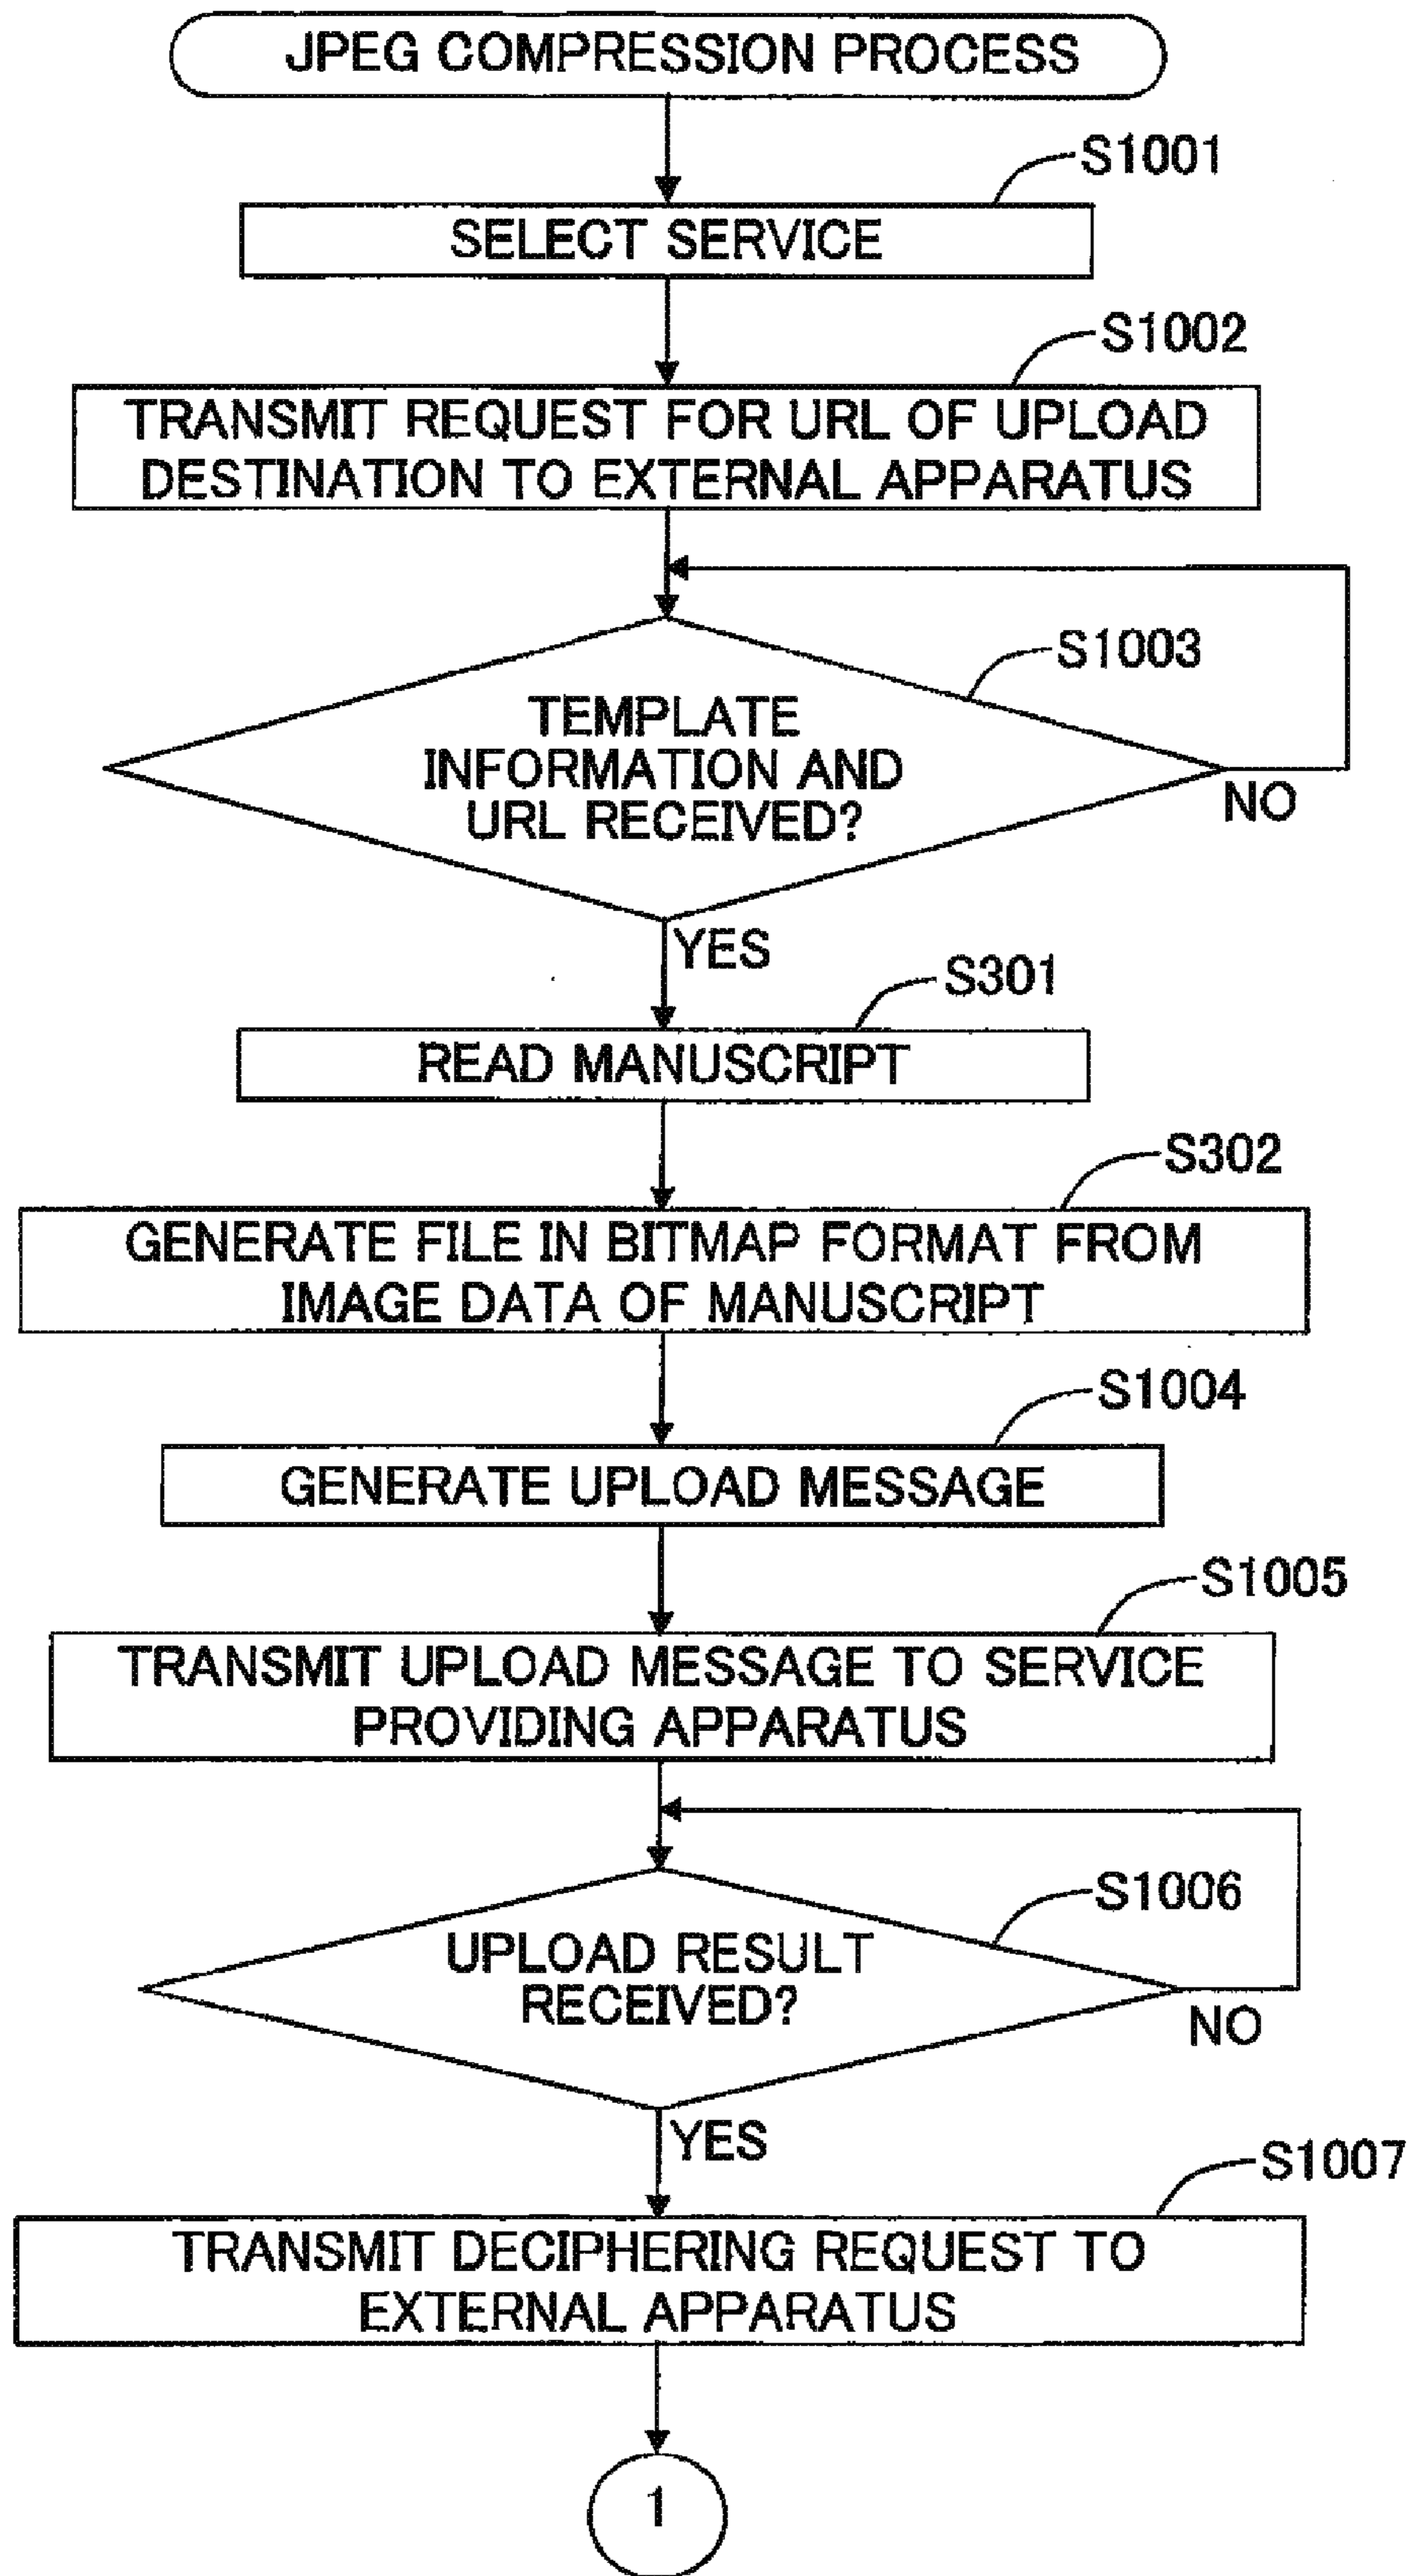 JPEG COMPRESSION PROCESS
S1001
SELECT SERVICE
S1002
TRANSMIT REQUEST FOR URL OF UPLOAD
DESTINATION TO EXTERNAL APPARATUS
S1003
TEMPLATE
INFORMATION AND
URL RECEIVED?
NO
YES
S301
READ MANUSCRIPT
S302
GENERATE FILE IN BITMAP FORMAT FROM
IMAGE DATA OF MANUSCRIPT
S1004
GENERATE UPLOAD MESSAGE
S1005
TRANSMIT UPLOAD MESSAGE TO SERVICE
PROVIDING APPARATUS
S1006
UPLOAD RESULT
RECEIVED?
NO
YES
S1007
TRANSMIT DECIPHERING REQUEST TO
EXTERNAL APPARATUS
1